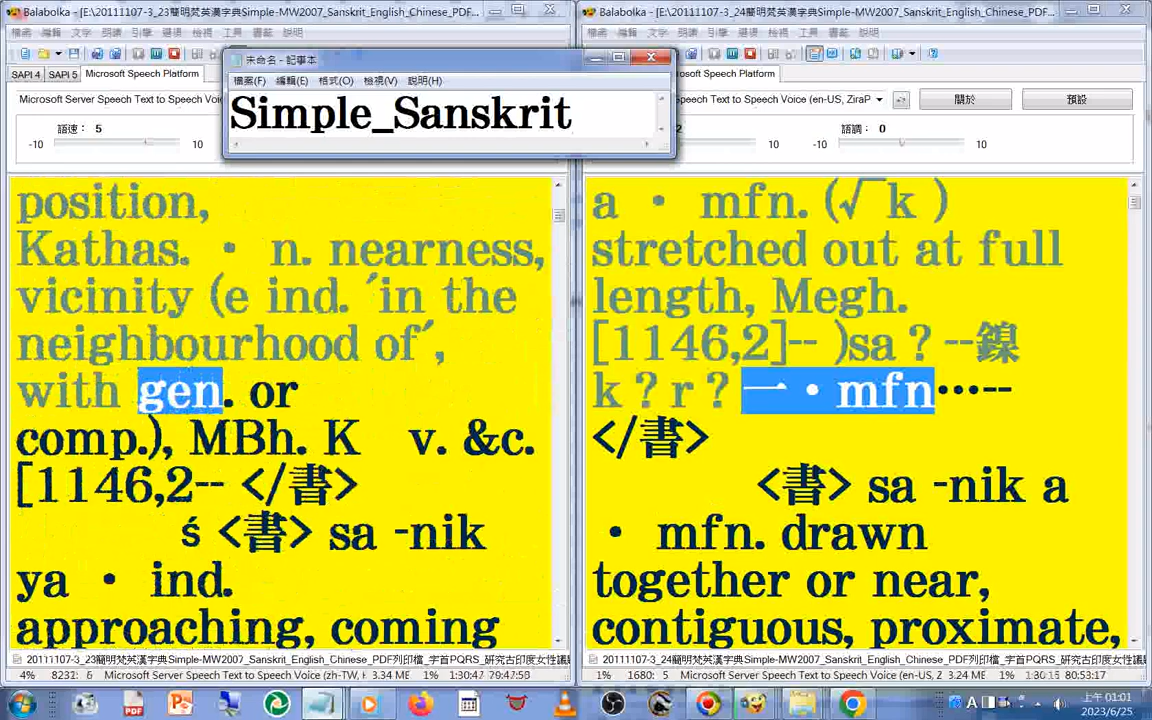 Balabolka - [E:\20111107-3_23簡明梵英漢字典Simple-MW2007_Sanskrit_English_Chinese_PDF...
Balabolka - [E:\20111107-3_24簡明梵英漢字典Simple-MW2007_Sanskrit_English_Chinese_PDF...
未命名 - 記事本
檔案(F) 編輯(E) 格式(O) 檢視(V) 說明(H)
Simple_Sanskrit
SAPI 4 SAPI 5 Microsoft Speech Platform
Speech Platform
Microsoft Server Speech Text to Speech Voi
Speech Text to Speech Voice (en-US, ZiraP
關於 預設
語速： 5
-10 10
2
10
語調： 0
-10 10
position,
Kathas. • n. nearness,
vicinity (e ind. ´in the
neighbourhood of´,
with gen. or
comp.), MBh. K v. &c.
[1146,2-- </書>
ś <書> sa -nik
ya • ind.
approaching, coming
a • mfn. (√ k )
stretched out at full
length, Megh.
[1146,2]-- )sa ? --鎳
k ? r ? 一 • mfn…--
</書>
<書> sa -nik a
• mfn. drawn
together or near,
contiguous, proximate,
20111107-3_23簡明梵英漢字典Simple-MW2007_Sanskrit_English_Chinese_PDF列印檔_字首PQRS_研究古印度女性議
20111107-3_24簡明梵英漢字典Simple-MW2007_Sanskrit_English_Chinese_PDF列印檔_字首PQRS_研究古印度女性議
4% 8232: 6 Microsoft Server Speech Text to Speech Voice (zh-TW, H 3.34 ME 1% 1:30:47 79:47:58
1% 1680: 5 Microsoft Server Speech Text to Speech Voice (en-US, Z 3.24 ME 1% 80:53:17
上午 01:01
2023/6/25